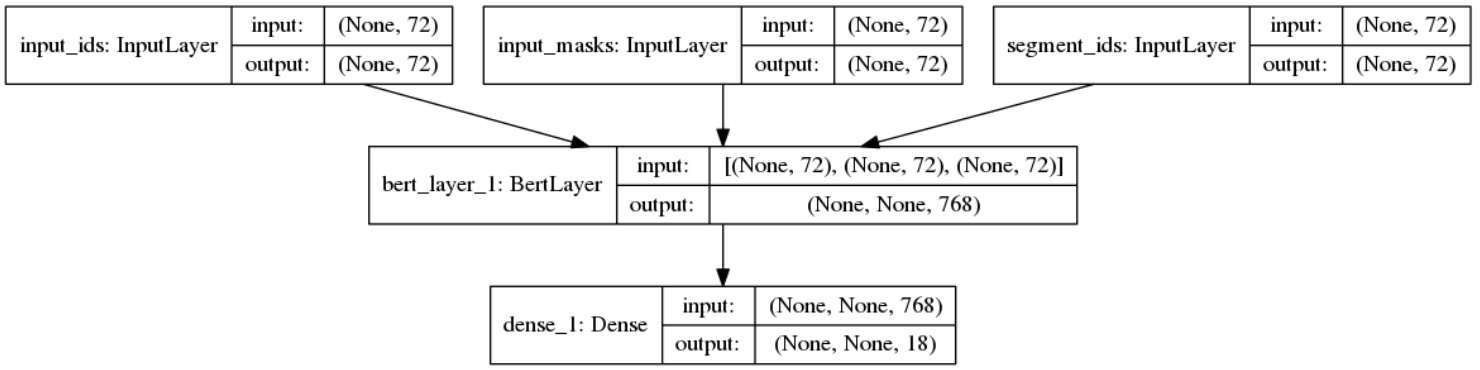 input_ids: InputLayer
input: (None, 72)
output: (None, 72)
input_masks: InputLayer
input: (None, 72)
output: (None, 72)
segment_ids: InputLayer
input: (None, 72)
output: (None, 72)
bert_layer_1: BertLayer
input: [(None, 72), (None, 72), (None, 72)]
output: (None, None, 768)
dense_1: Dense
input: (None, None, 768)
output: (None, None, 18)